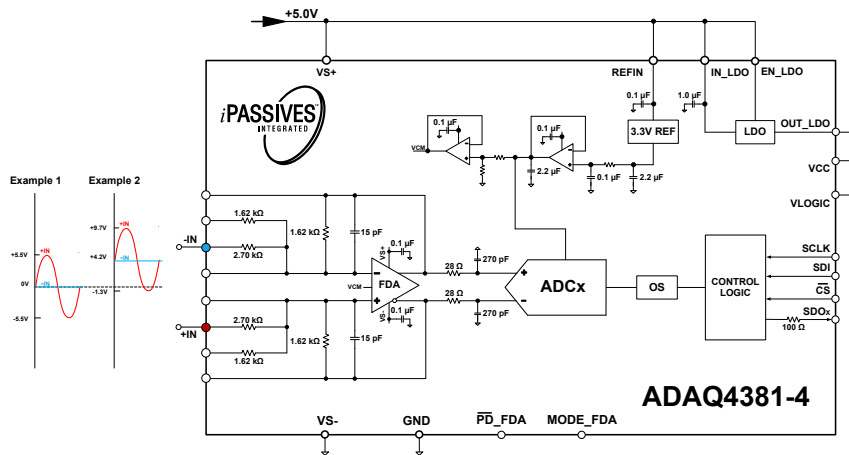 +5.0V
VS+
REFIN
IN_LDO
EN_LDO
iPASSIVES™
INTEGRATED
0.1 µF
1.0 µF
OUT_LDO
0.1 µF
0.1 µF
3.3V REF
LDO
VCM
2.2 µF
0.1 µF
2.2 µF
VCC
VLOGIC
Example 1
Example 2
+9.7V
+IN
+5.5V
+IN
+4.2V
-IN
0V
-IN
-1.3V
-5.5V
-IN
1.62 kΩ
2.70 kΩ
1.62 kΩ
15 pF
VS+
0.1 µF
28 Ω
270 pF
VCM
FDA
ADCx
OS
CONTROL
LOGIC
SCLK
SDI
CS
SDOx
100 Ω
+IN
2.70 kΩ
1.62 kΩ
1.62 kΩ
15 pF
VS-
0.1 µF
28 Ω
270 pF
ADAQ4381-4
VS-
GND
PD_FDA
MODE_FDA